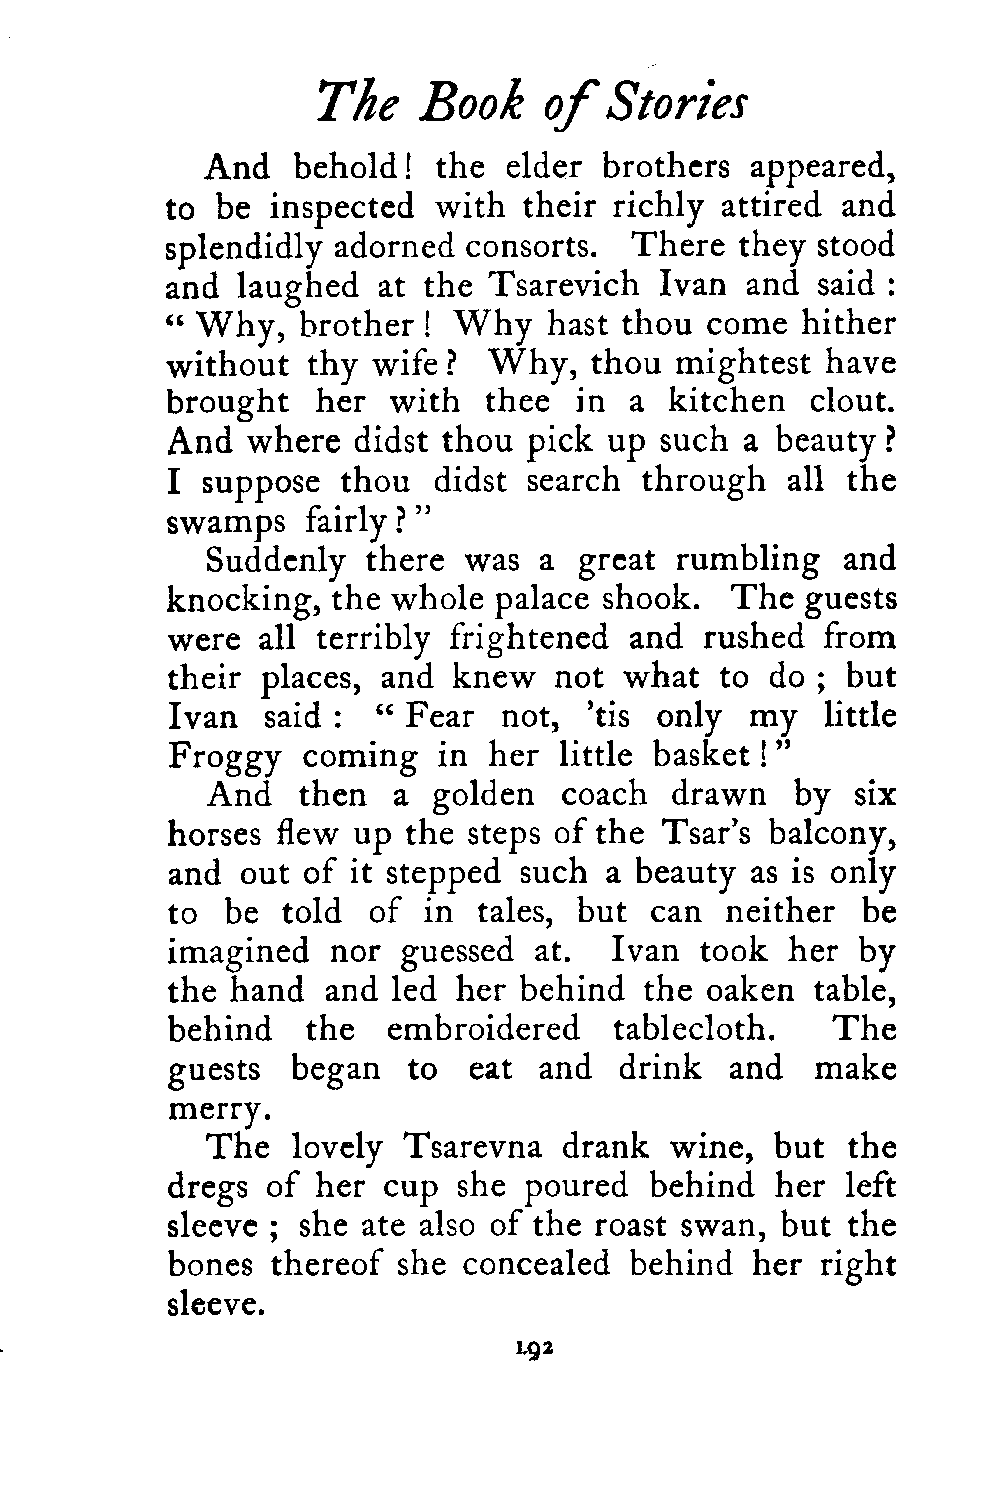 The Book of Stories
And behold! the elder brothers appeared,
to be inspected with their richly attired and
splendidly adorned consorts. There they stood
and laughed at the Tsarevich Ivan and said :
“ Why, brother! Why hast thou come hither
without thy wife? Why, thou mightest have
brought her with thee in a kitchen clout.
And where didst thou pick up such a beauty?
I suppose thou didst search through all the
swamps fairly?”
Suddenly there was a great rumbling and
knocking, the whole palace shook. The guests
were all terribly frightened and rushed from
their places, and knew not what to do ; but
Ivan said : “ Fear not, ’tis only my little
Froggy coming in her little basket!”
And then a golden coach drawn by six
horses flew up the steps of the Tsar’s balcony,
and out of it stepped such a beauty as is only
to be told of in tales, but can neither be
imagined nor guessed at. Ivan took her by
the hand and led her behind the oaken table,
behind the embroidered tablecloth. The
guests began to eat and drink and make
merry.
The lovely Tsarevna drank wine, but the
dregs of her cup she poured behind her left
sleeve ; she ate also of the roast swan, but the
bones thereof she concealed behind her right
sleeve.
192